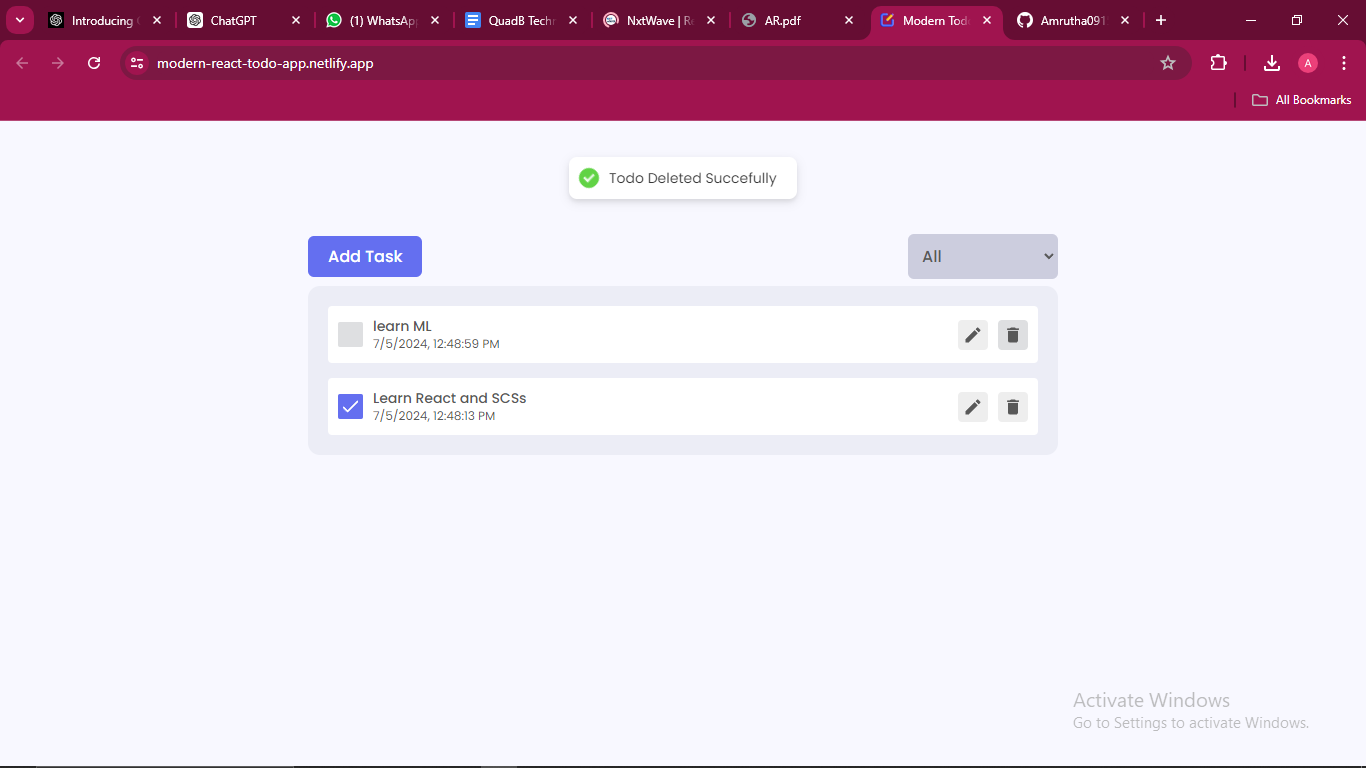 Introducing
ChatGPT
(1) WhatsApp
QuadB Techn
NxtWave | Re
AR.pdf
Modern Tod
Amrutha091
modern-react-todo-app.netlify.app
A
All Bookmarks
Todo Deleted Succefully
Add Task
All
learn ML
7/5/2024, 12:48:59 PM
Learn React and SCSs
7/5/2024, 12:48:13 PM
Activate Windows
Go to Settings to activate Windows.